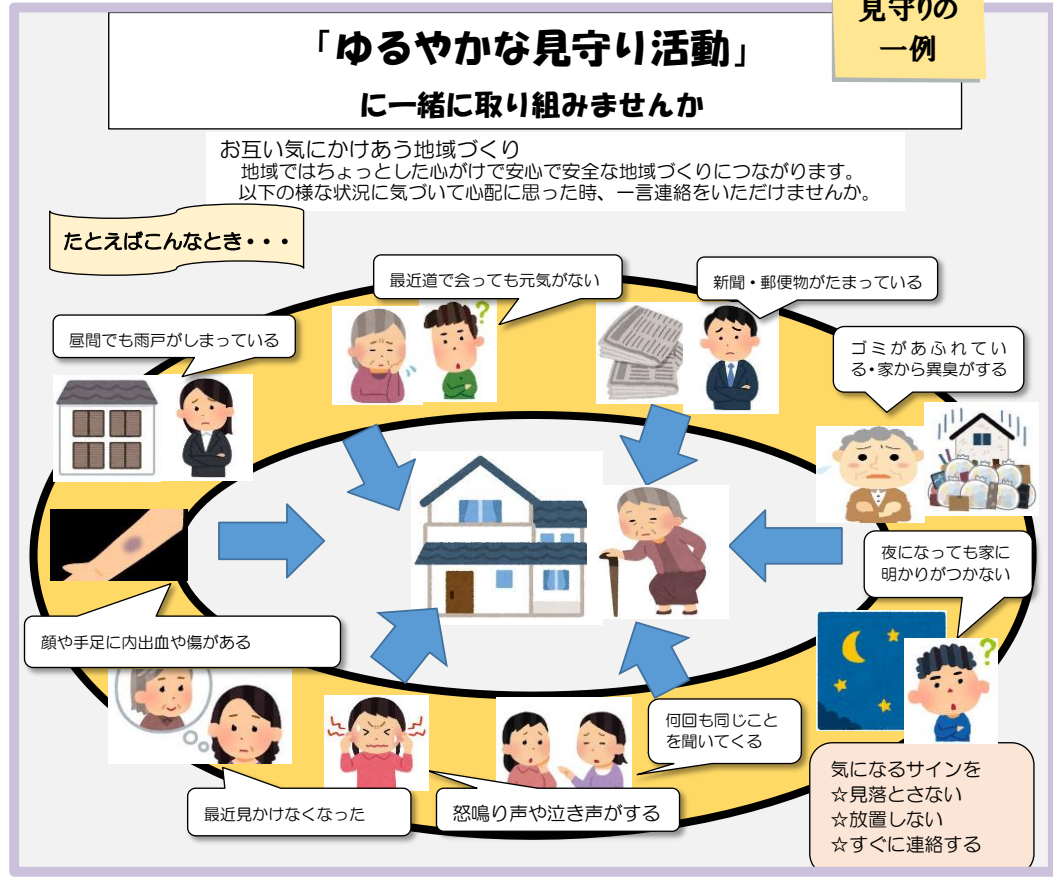 見守りの
一例
「ゆるやかな見守り活動」
に一緒に取り組みませんか
お互い気にかけあう地域づくり
地域ではちょっとした心がけで安心で安全な地域づくりにつながります。
以下の様な状況に気づいて心配に思った時、一言連絡をいただけませんか。
たとえばこんなとき・・・
最近道で会っても元気がない
新聞・郵便物がたまっている
昼間でも雨戸がしまっている
ゴミがあふれてい
る・家から異臭がする
夜になっても家に
明かりがつかない
顔や手足に内出血や傷がある
何回も同じこと
を聞いてくる
最近見かけなくなった
怒鳴り声や泣き声がする
気になるサインを
☆見落とさない
☆放置しない
☆すぐに連絡する